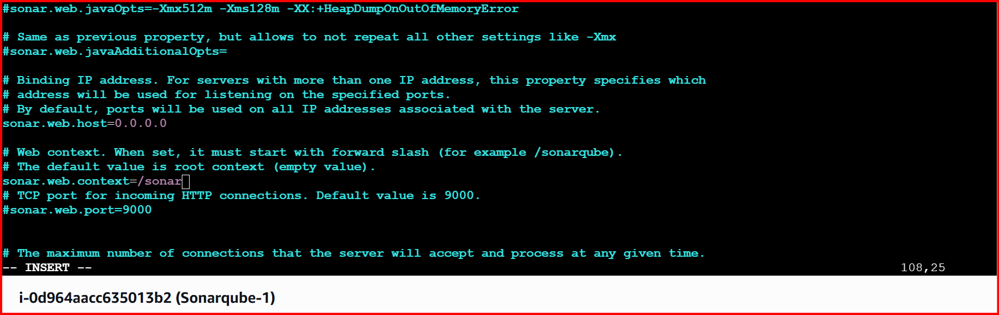 #sonar.web.javaOpts=-Xmx512m -Xms128m -XX:+HeapDumpOnOutOfMemoryError
# Same as previous property, but allows to not repeat all other settings like -Xmx
#sonar.web.javaAdditionalOpts=
# Binding IP address. For servers with more than one IP address, this property specifies which
# address will be used for listening on the specified ports.
# By default, ports will be used on all IP addresses associated with the server.
sonar.web.host=0.0.0.0
# Web context. When set, it must start with forward slash (for example /sonarqube).
# The default value is root context (empty value).
sonar.web.context=/sonar
# TCP port for incoming HTTP connections. Default value is 9000.
#sonar.web.port=9000
# The maximum number of connections that the server will accept and process at any given time.
-- INSERT -- 108,25
i-0d964aacc635013b2 (Sonarqube-1)